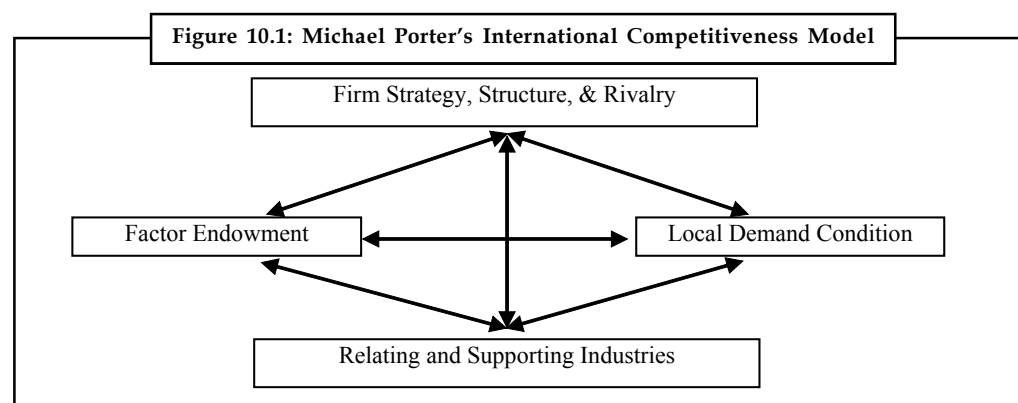 Figure 10.1: Michael Porter's International Competitiveness Model
Firm Strategy, Structure, & Rivalry
Factor Endowment
Local Demand Condition
Relating and Supporting Industries